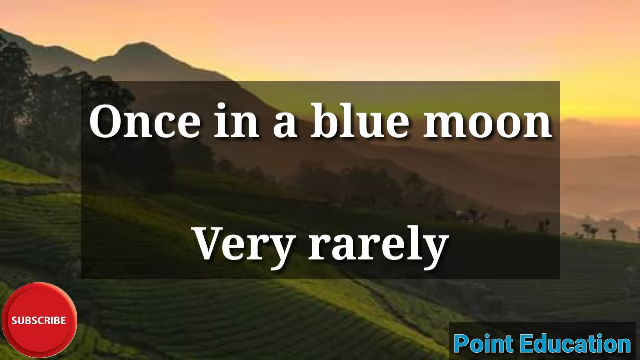 Once in a blue moon
Very rarely
SUBSCRIBE
Point Education